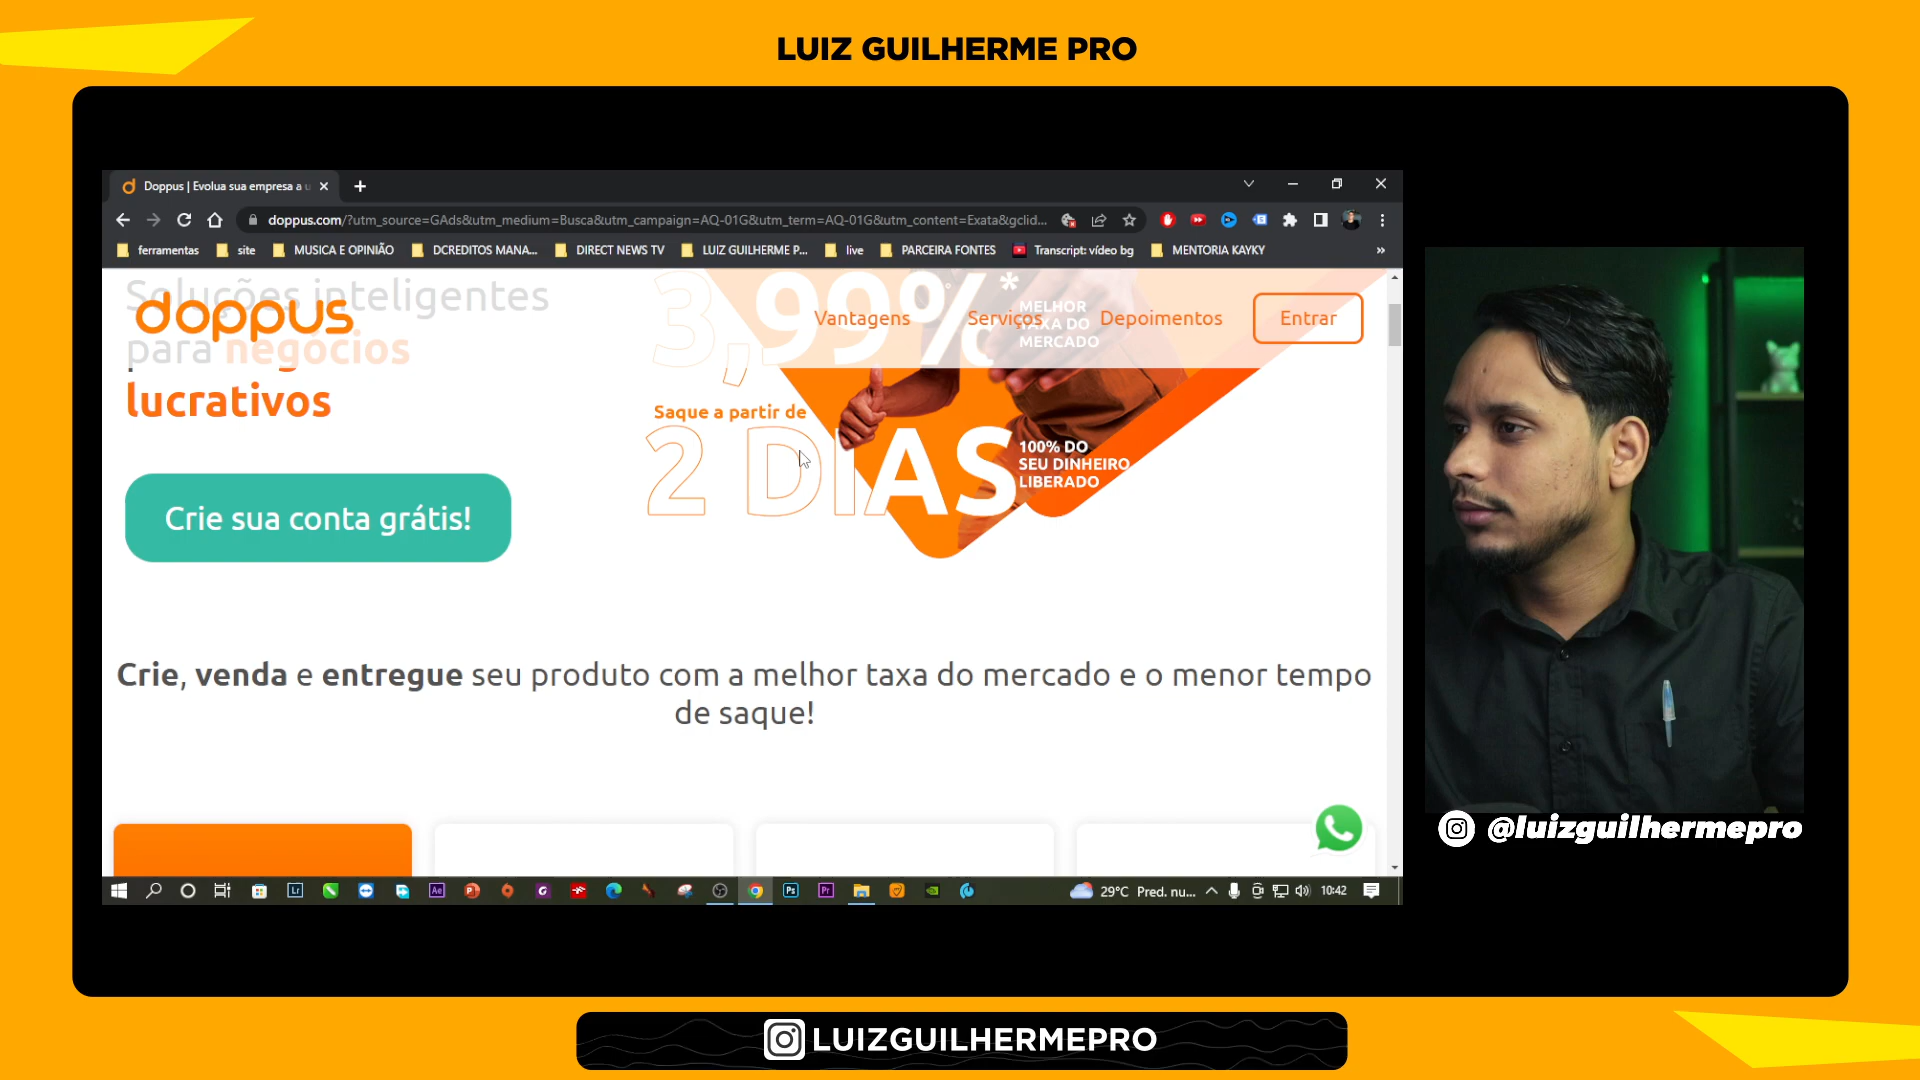 LUIZ GUILHERME PRO
Doppus | Evolua sua empresa a u
doppus.com/?utm_source=GAds&utm_medium=Busca&utm_campaign=AQ-01G&utm_term=AQ-01G&utm_content=Exata&gclid...
ferramentas
site
MUSICA E OPINIÃO
DCREDITOS MANA...
DIRECT NEWS TV
LUIZ GUILHERME P...
live
PARCEIRA FONTES
Transcript: vídeo bg
MENTORIA KAYKY
»
Soluções inteligentes
para negócios
lucrativos
doppus
Vantagens
Serviços
Depoimentos
Entrar
3,99%*
MELHOR
TAXA DO
MERCADO
Saque a partir de
2 DIAS
100% DO
SEU DINHEIRO
LIBERADO
Crie sua conta grátis!
Crie, venda e entregue seu produto com a melhor taxa do mercado e o menor tempo
de saque!
29°C Pred. nu...
10:42
@luizguilhermepro
LUIZGUILHERMEPRO